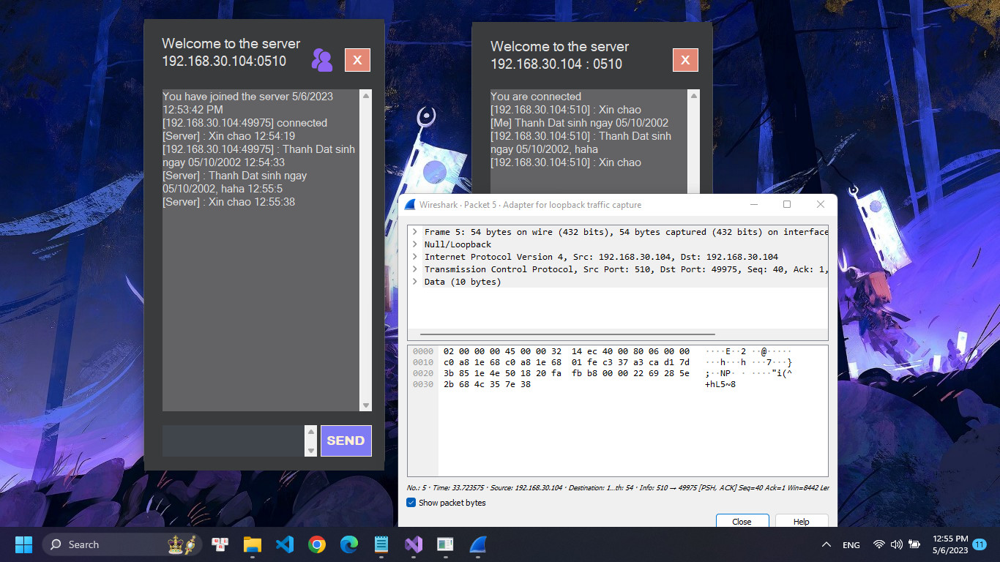 Welcome to the server
192.168.30.104:0510
X
You have joined the server 5/6/2023
12:53:42 PM
[192.168.30.104:49975] connected
[Server] : Xin chao 12:54:19
[192.168.30.104:49975] : Thanh Dat sinh
ngay 05/10/2002 12:54:33
[Server] : Thanh Dat sinh ngay
05/10/2002, haha 12:55:5
[Server] : Xin chao 12:55:38
SEND
Welcome to the server
192.168.30.104 : 0510
X
You are connected
[192.168.30.104:510] : Xin chao
[Me] Thanh Dat sinh ngay 05/10/2002
[192.168.30.104:510] : Thanh Dat sinh
ngay 05/10/2002, haha
[192.168.30.104:510] : Xin chao
Wireshark · Packet 5 · Adapter for loopback traffic capture
Frame 5: 54 bytes on wire (432 bits), 54 bytes captured (432 bits) on interface
Null/Loopback
Internet Protocol Version 4, Src: 192.168.30.104, Dst: 192.168.30.104
Transmission Control Protocol, Src Port: 510, Dst Port: 49975, Seq: 40, Ack: 1,
Data (10 bytes)
0000 02 00 00 00 45 00 00 32 14 ec 40 00 80 06 00 00 ····E··2 ··@·····
0010 c0 a8 1e 68 c0 a8 1e 68 01 fe c3 37 a3 ca d1 7d ···h···h ···7···}
0020 3b 85 1e 4e 50 18 20 fa fb b8 00 00 22 69 28 5e ;··NP· · ····"i(^
0030 2b 68 4c 35 7e 38 +hL5~8
No.: 5 · Time: 33.723575 · Source: 192.168.30.104 · Destination: 1...th: 54 · Info: 510 → 49975 [PSH, ACK] Seq=40 Ack=1 Win=8442 Ler
Show packet bytes
Close Help
Search
ENG
12:55 PM
5/6/2023
11